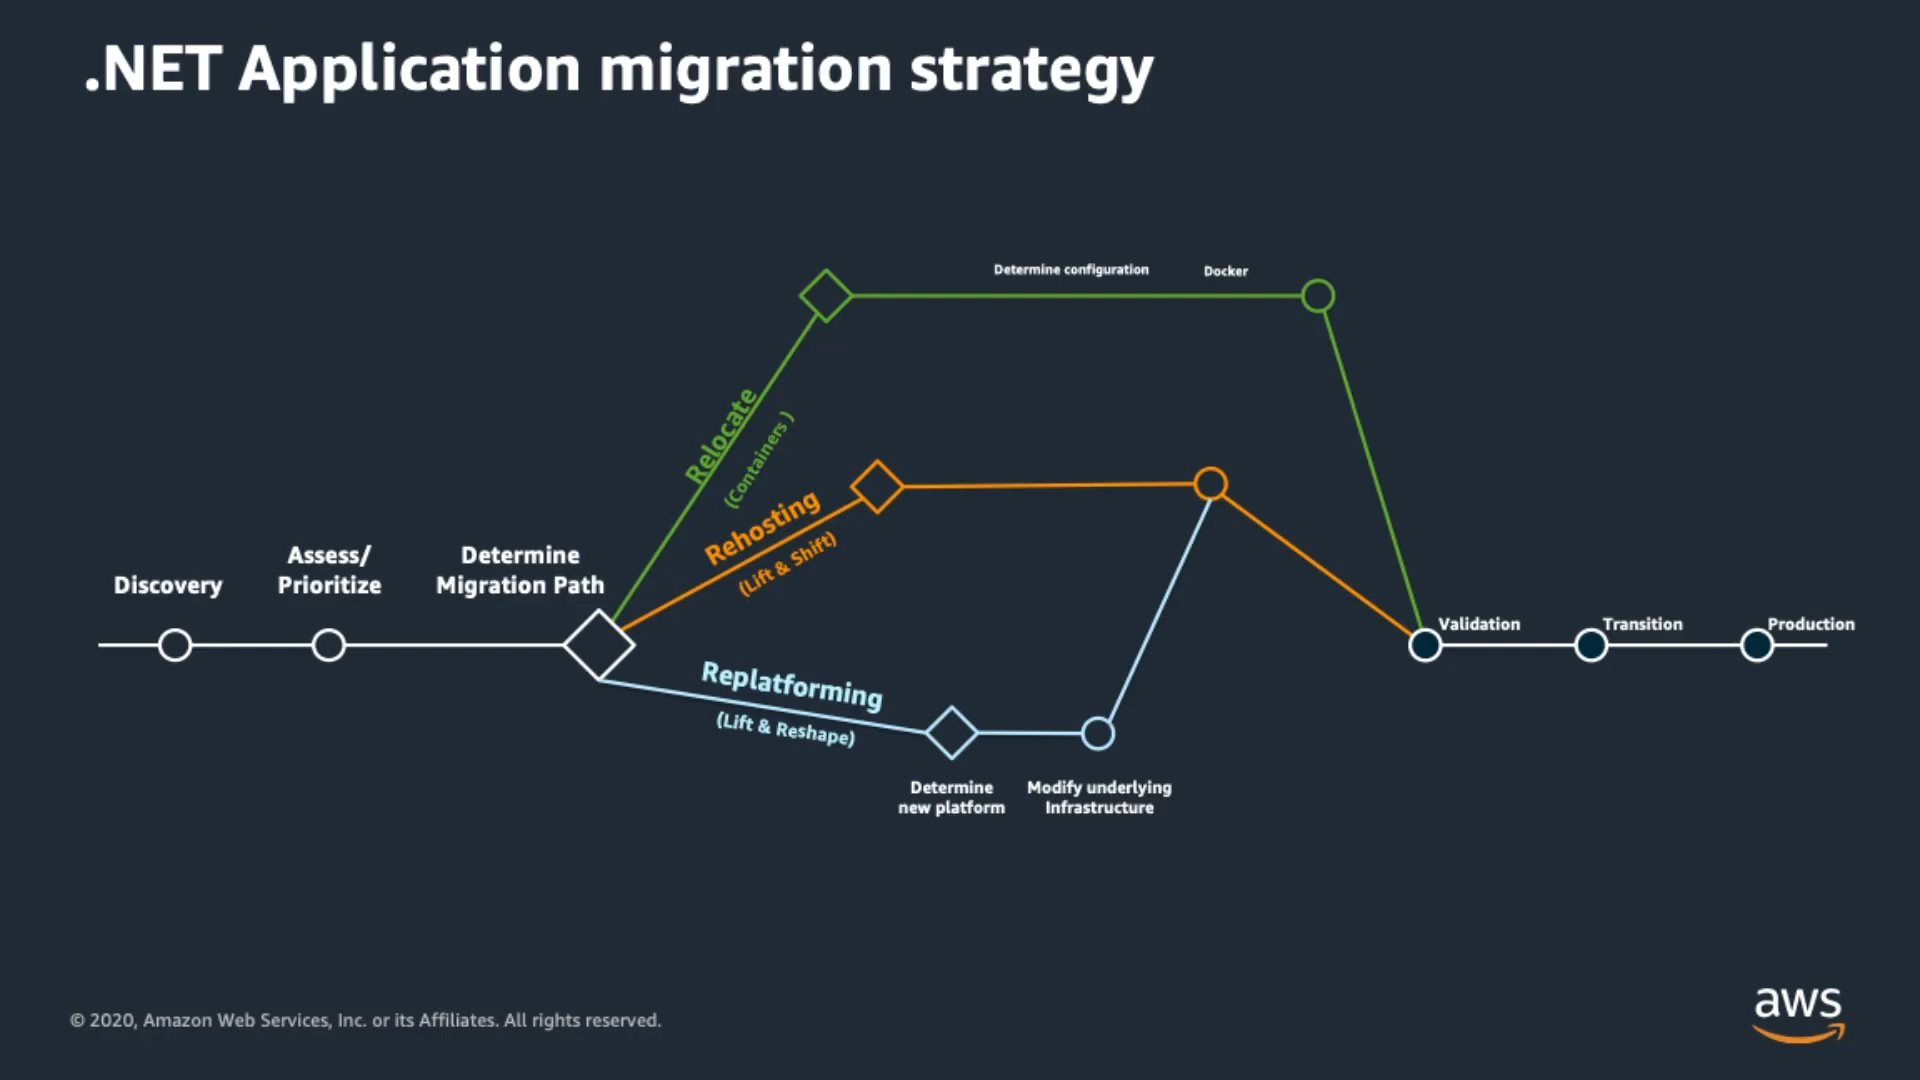 .NET Application migration strategy
Determine configuration
Docker
Relocate
(Containers )
Rehosting
(Lift & Shift)
Discovery
Assess/
Prioritize
Determine
Migration Path
Replatforming
(Lift & Reshape)
Determine
new platform
Modify underlying
Infrastructure
Validation
Transition
Production
© 2020, Amazon Web Services, Inc. or its Affiliates. All rights reserved.
aws